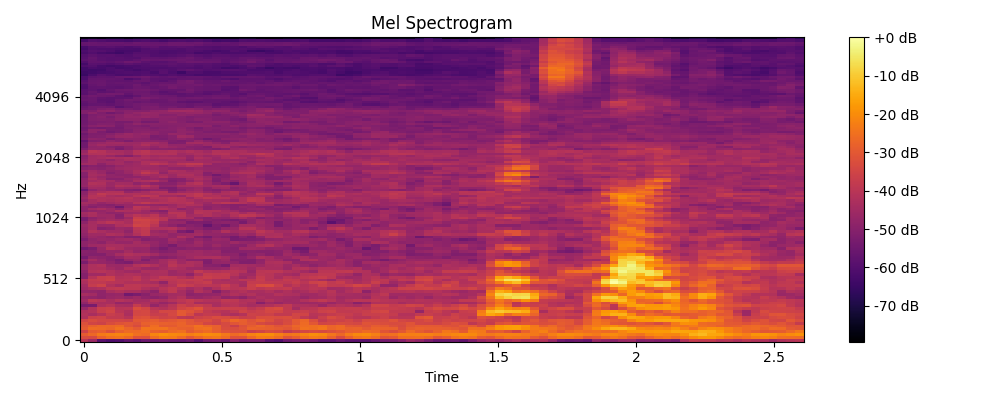 Mel Spectrogram
+0 dB
4096
-10 dB
-20 dB
2048
-30 dB
Hz
1024
-40 dB
-50 dB
512
-60 dB
-70 dB
0
0 0.5 1 1.5 2 2.5
Time